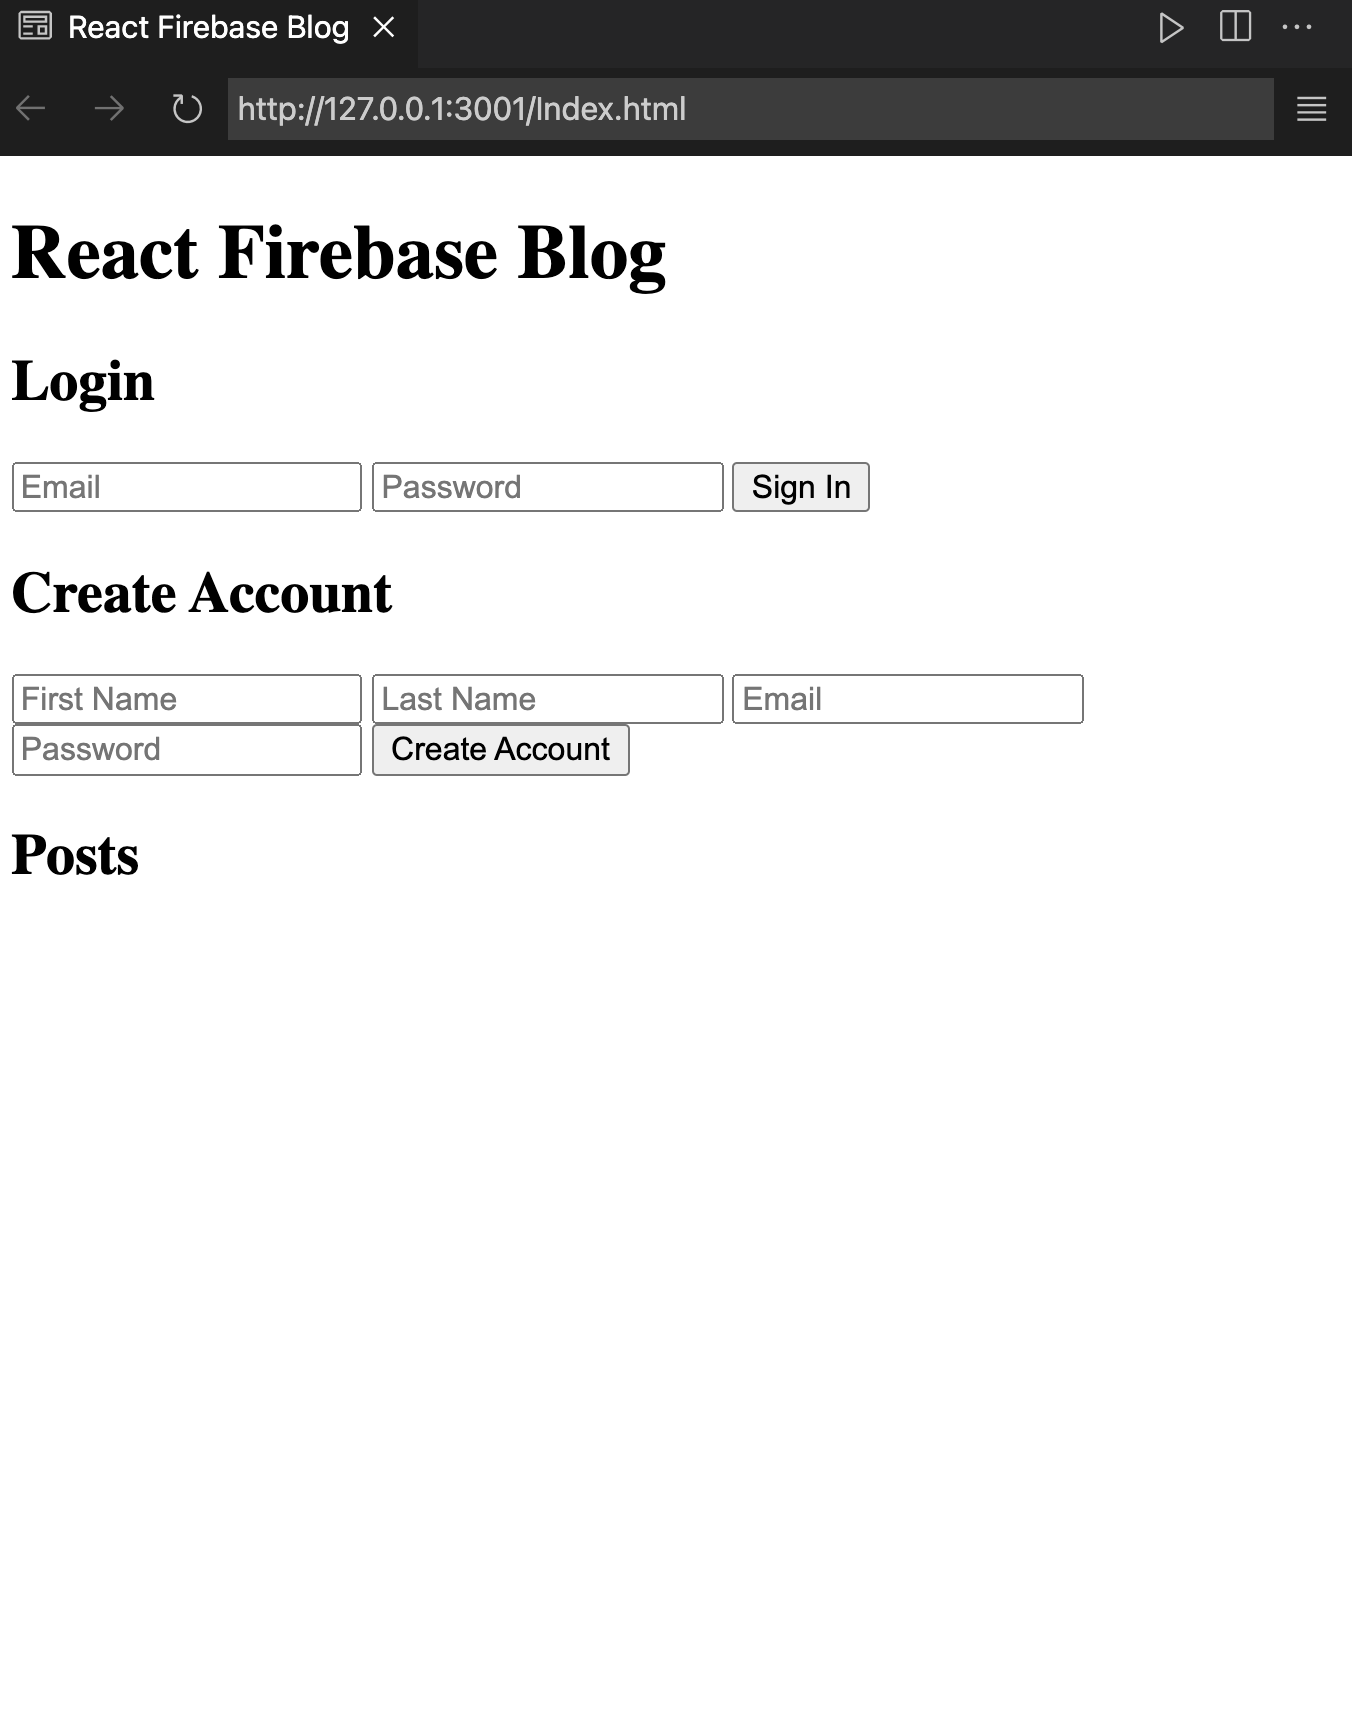 React Firebase Blog
http://127.0.0.1:3001/Index.html
React Firebase Blog
Login
Email Password Sign In
Create Account
First Name Last Name Email
Password Create Account
Posts